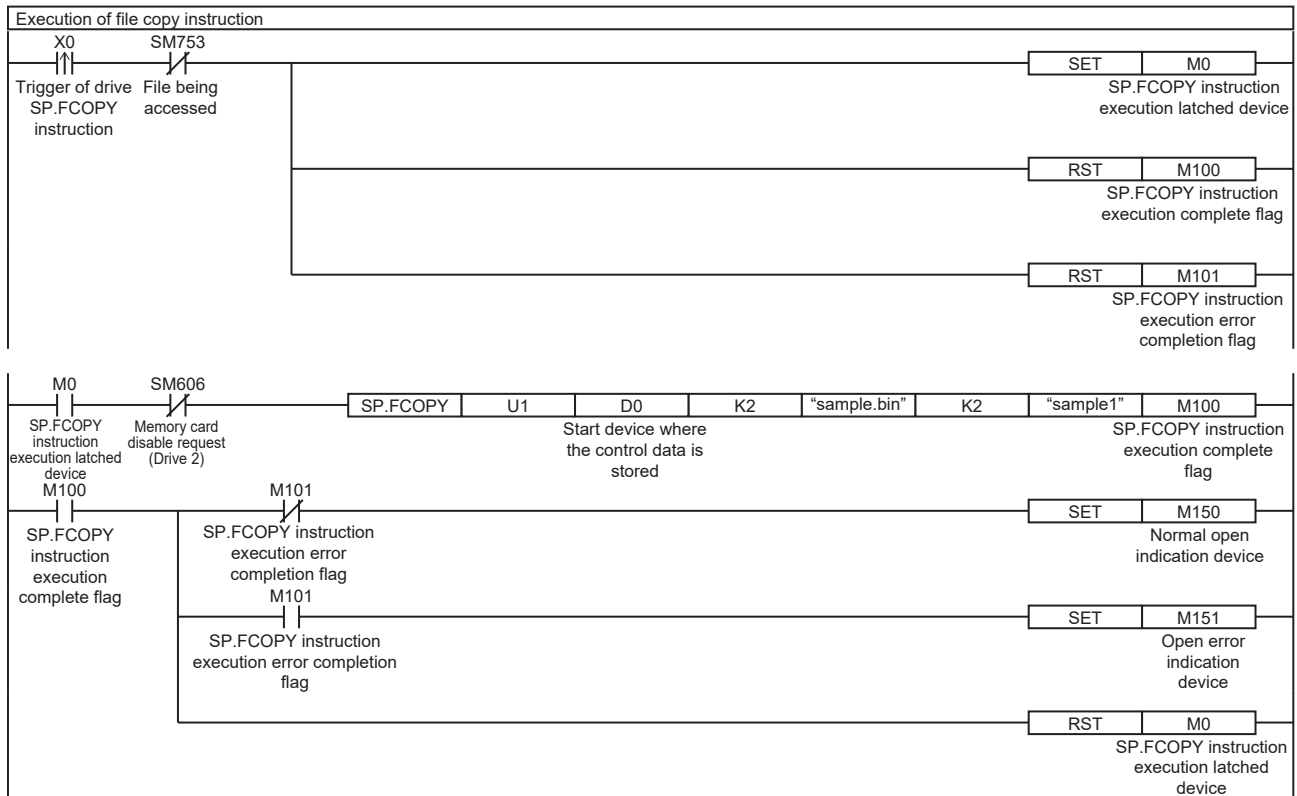 Execution of file copy instruction
X0 SM753
SET M0
Trigger of drive File being SP.FCOPY instruction
SP.FCOPY accessed execution latched device
instruction
RST M100
SP.FCOPY instruction
execution complete flag
RST M101
SP.FCOPY instruction
execution error
completion flag
M0 SM606
SP.FCOPY U1 D0 K2 “sample.bin” K2 “sample1” M100
SP.FCOPY
instruction
execution latched
device
Memory card
disable request
(Drive 2)
Start device where
the control data is
stored
SP.FCOPY instruction
execution complete
flag
M100 M101
SET M150
SP.FCOPY
instruction
execution
complete flag
SP.FCOPY instruction
execution error
completion flag
Normal open
indication device
M101
SET M151
SP.FCOPY instruction
execution error completion
flag
Open error
indication
device
RST M0
SP.FCOPY instruction
execution latched
device